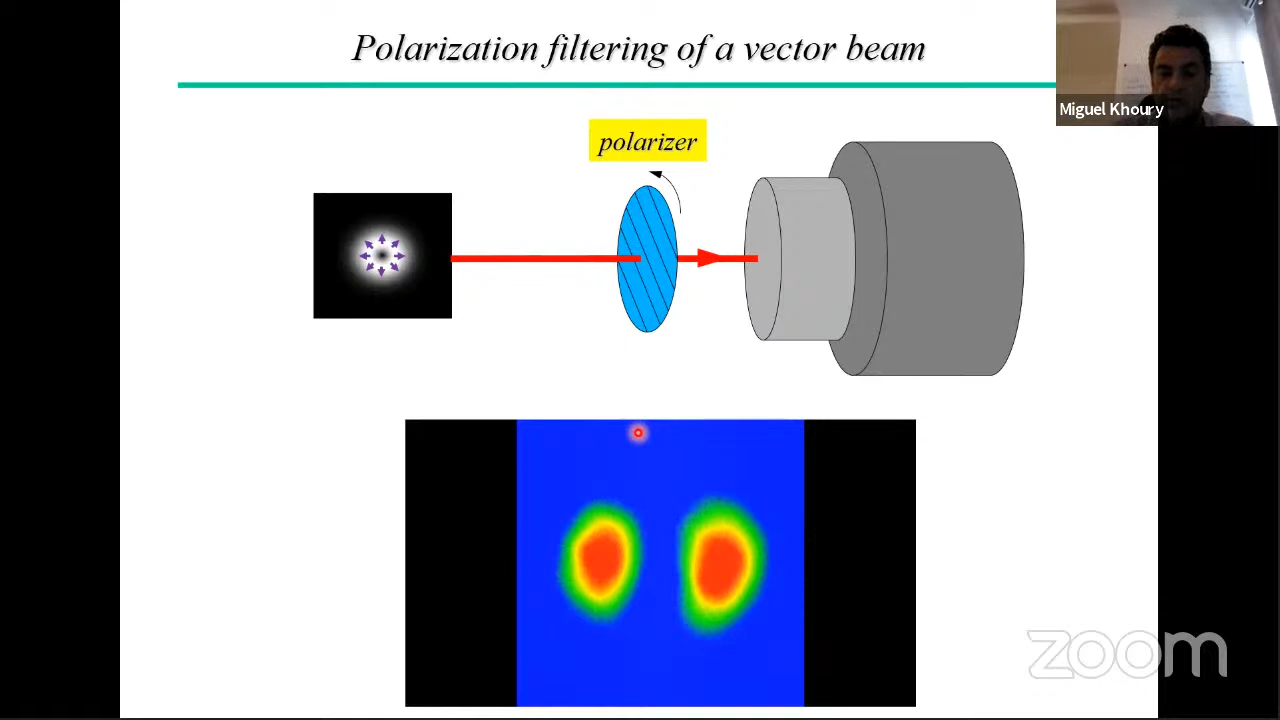 Polarization filtering of a vector beam
Miguel Khoury
polarizer
zoom